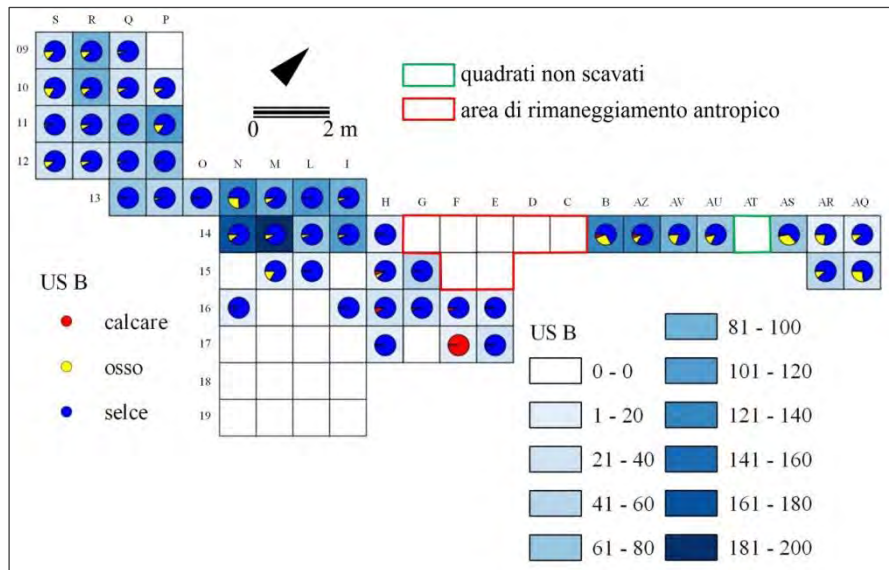 S R Q P
09
10
11
12
O N M L I
13
H G F E D C B AZ AV AU AT AS AR AQ
14
15
16
17
18
19
0 2 m
quadrati non scavati
area di rimaneggiamento antropico
US B
calcare
osso
selce
US B
0 - 0
1 - 20
21 - 40
41 - 60
61 - 80
81 - 100
101 - 120
121 - 140
141 - 160
161 - 180
181 - 200